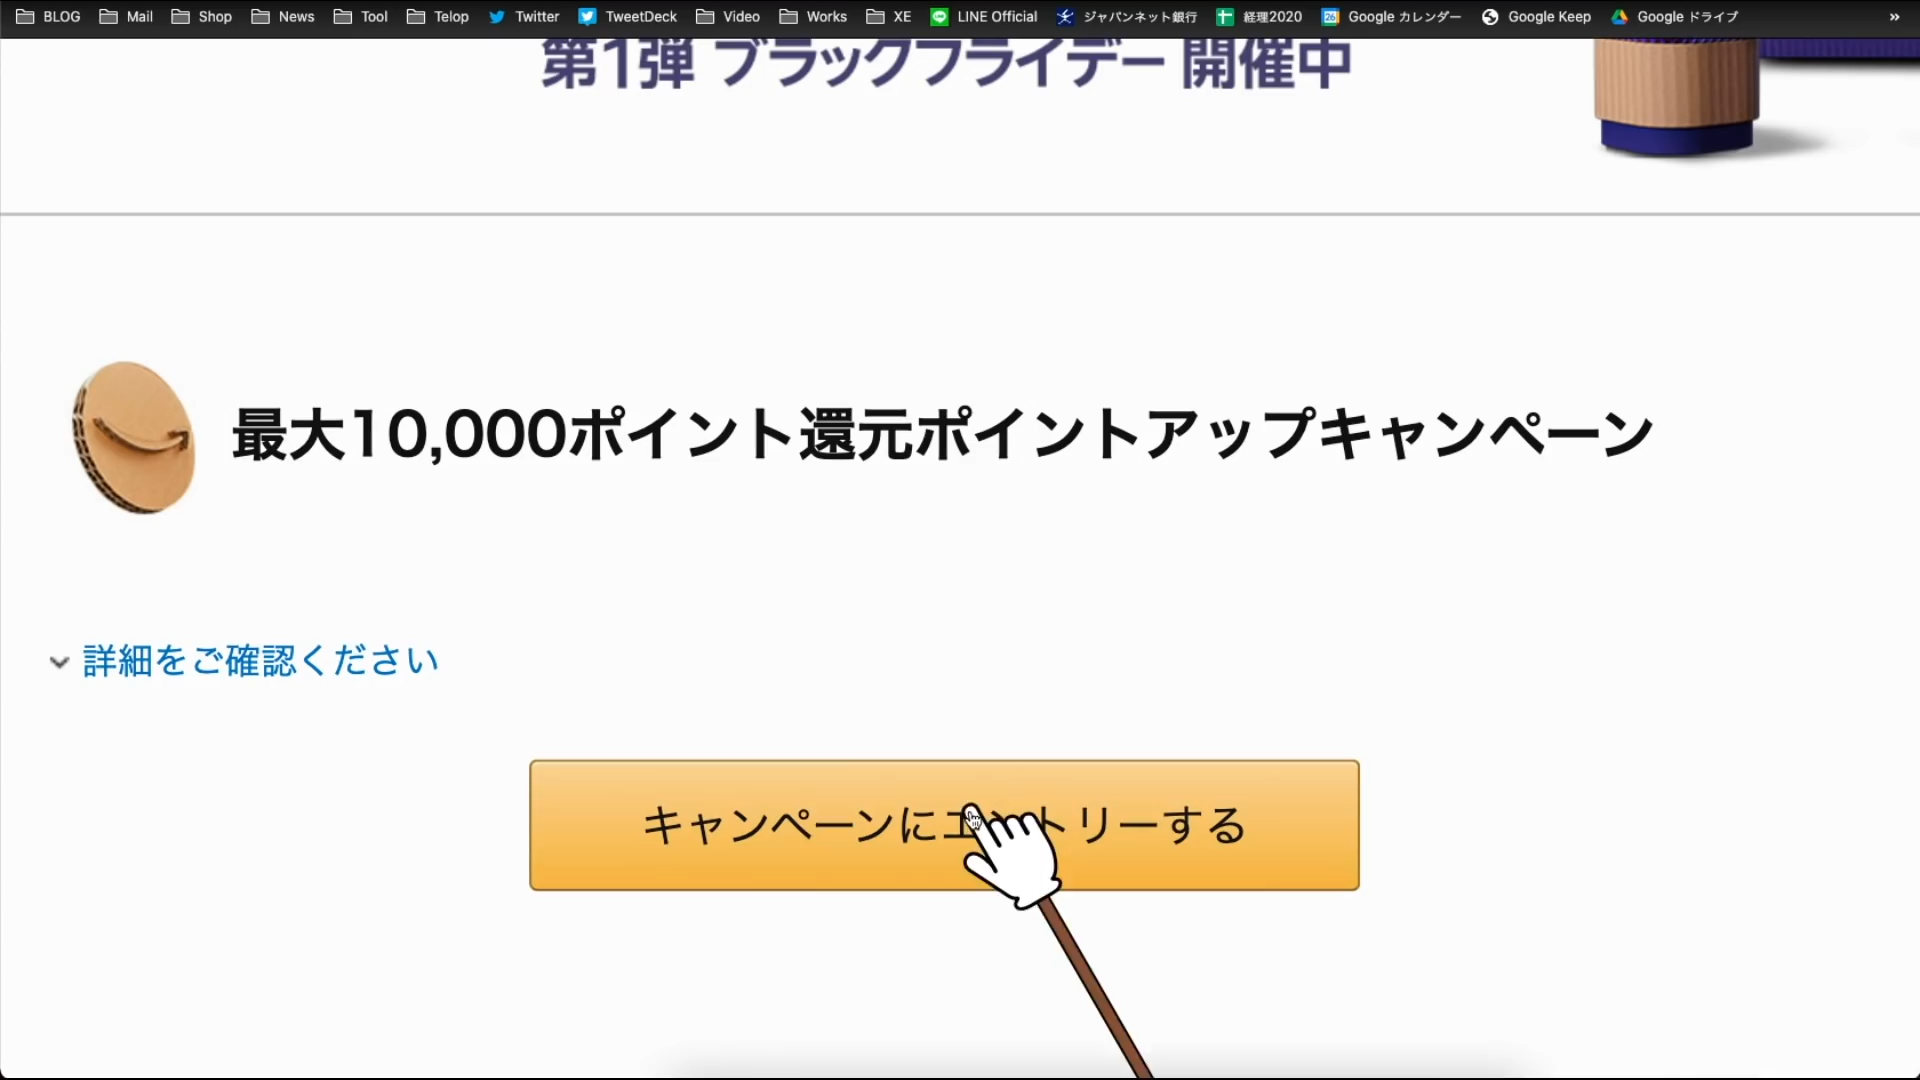 BLOG Mail Shop News Tool Telop Twitter TweetDeck Video Works XE LINE Official ジャパンネット銀行 経理2020 Google カレンダー Google Keep Google ドライブ »
第1弾 ブラックフライデー 開催中
最大10,000ポイント還元ポイントアップキャンペーン
詳細をご確認ください
キャンペーンにエントリーする